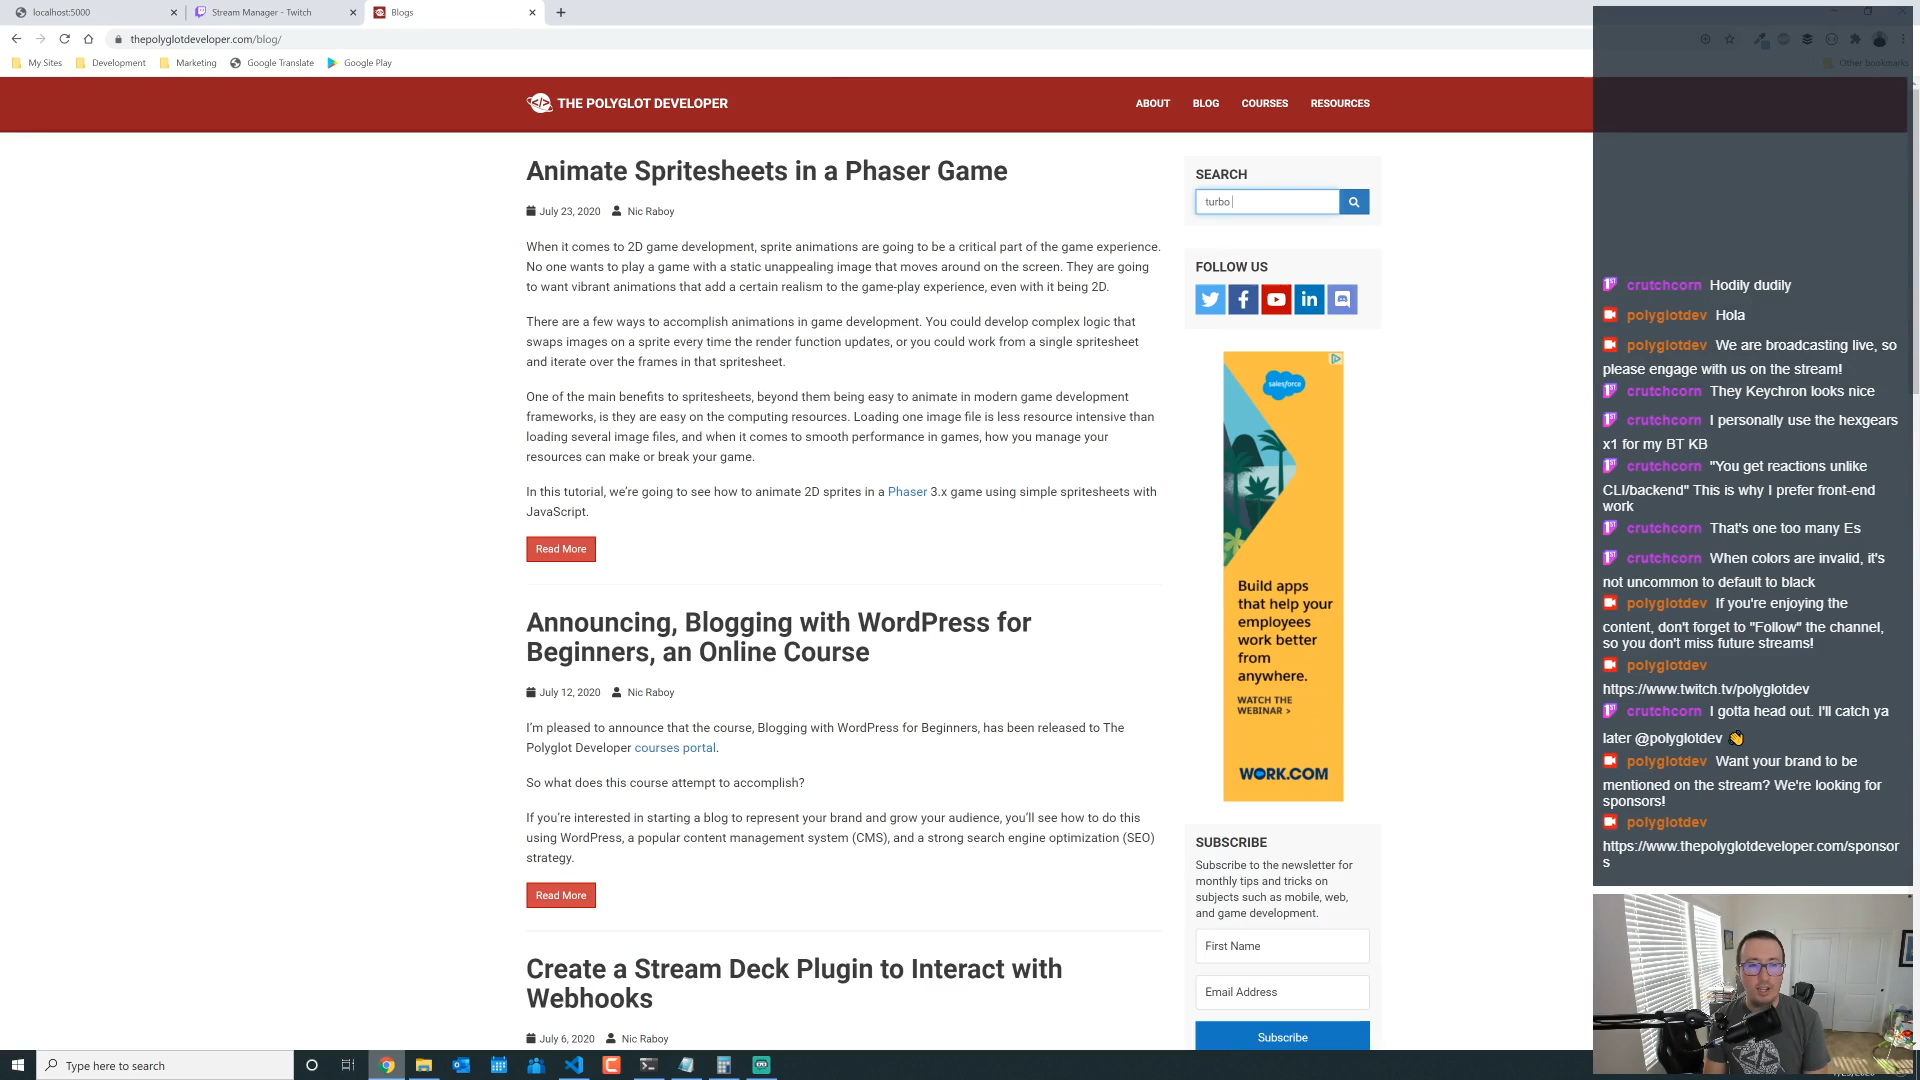 localhost:5000
Stream Manager - Twitch
Blogs
thepolyglotdeveloper.com/blog/
My Sites
Development
Marketing
Google Translate
Google Play
Other bookmarks
THE POLYGLOT DEVELOPER
ABOUT
BLOG
COURSES
RESOURCES
Animate Spritesheets in a Phaser Game
July 23, 2020 Nic Raboy
When it comes to 2D game development, sprite animations are going to be a critical part of the game experience.
No one wants to play a game with a static unappealing image that moves around on the screen. They are going
to want vibrant animations that add a certain realism to the game-play experience, even with it being 2D.
There are a few ways to accomplish animations in game development. You could develop complex logic that
swaps images on a sprite every time the render function updates, or you could work from a single spritesheet
and iterate over the frames in that spritesheet.
One of the main benefits to spritesheets, beyond them being easy to animate in modern game development
frameworks, is they are easy on the computing resources. Loading one image file is less resource intensive than
loading several image files, and when it comes to smooth performance in games, how you manage your
resources can make or break your game.
In this tutorial, we're going to see how to animate 2D sprites in a Phaser 3.x game using simple spritesheets with
JavaScript.
Read More
Announcing, Blogging with WordPress for
Beginners, an Online Course
July 12, 2020 Nic Raboy
I'm pleased to announce that the course, Blogging with WordPress for Beginners, has been released to The
Polyglot Developer courses portal.
So what does this course attempt to accomplish?
If you're interested in starting a blog to represent your brand and grow your audience, you'll see how to do this
using WordPress, a popular content management system (CMS), and a strong search engine optimization (SEO)
strategy.
Read More
Create a Stream Deck Plugin to Interact with
Webhooks
July 6, 2020 Nic Raboy
SEARCH
turbo
FOLLOW US
salesforce
Build apps
that help your
employees
work better
from
anywhere.
WATCH THE
WEBINAR >
WORK.COM
SUBSCRIBE
Subscribe to the newsletter for
monthly tips and tricks on
subjects such as mobile, web,
and game development.
First Name
Email Address
Subscribe
crutchcorn Hodily dudily
polyglotdev Hola
polyglotdev We are broadcasting live, so
please engage with us on the stream!
crutchcorn They Keychron looks nice
crutchcorn I personally use the hexgears
x1 for my BT KB
crutchcorn "You get reactions unlike
CLI/backend" This is why I prefer front-end
work
crutchcorn That's one too many Es
crutchcorn When colors are invalid, it's
not uncommon to default to black
polyglotdev If you're enjoying the
content, don't forget to "Follow" the channel,
so you don't miss future streams!
polyglotdev
https://www.twitch.tv/polyglotdev
crutchcorn I gotta head out. I'll catch ya
later @polyglotdev 👋
polyglotdev Want your brand to be
mentioned on the stream? We're looking for
sponsors!
polyglotdev
https://www.thepolyglotdeveloper.com/sponsor
s
Type here to search